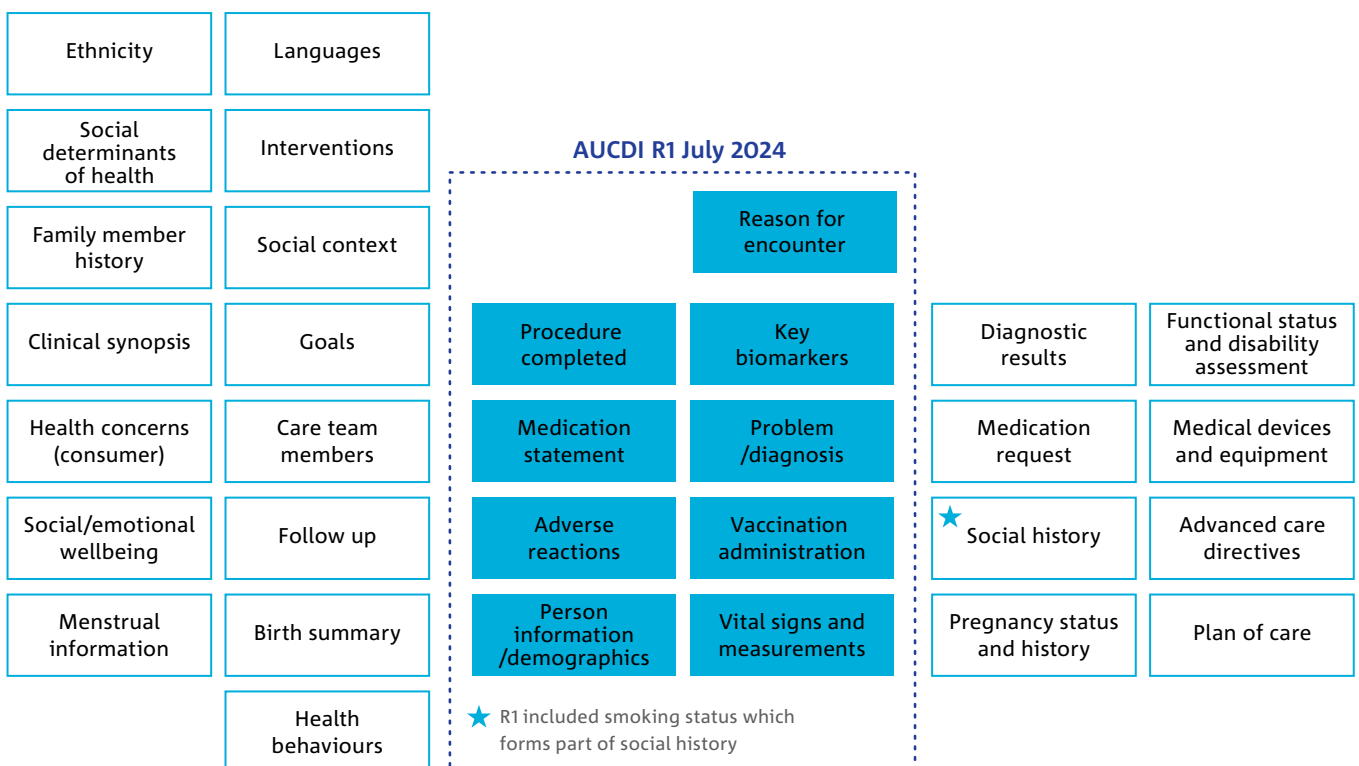 Ethnicity
Languages
Social
determinants
of health
Interventions
AUCDI R1 July 2024
Family member
history
Social context
Reason for
encounter
Clinical synopsis
Goals
Procedure
completed
Key
biomarkers
Diagnostic
results
Functional status
and disability
assessment
Health concerns
(consumer)
Care team
members
Medication
statement
Problem
/diagnosis
Medication
request
Medical devices
and equipment
Social/emotional
wellbeing
Follow up
Adverse
reactions
Vaccination
administration
Social history
Advanced care
directives
Menstrual
information
Birth summary
Person
information
/demographics
Vital signs and
measurements
Pregnancy status
and history
Plan of care
Health
behaviours
R1 included smoking status which
forms part of social history